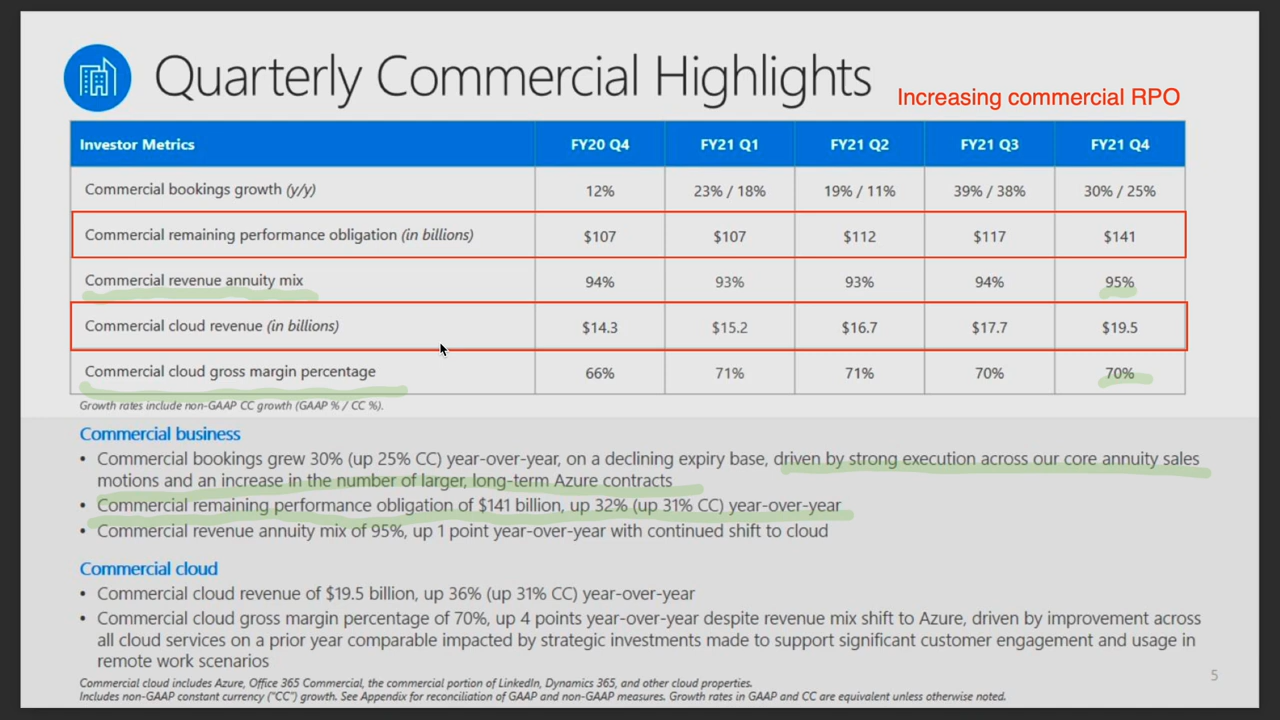 Quarterly Commercial Highlights
Increasing commercial RPO
Investor Metrics FY20 Q4 FY21 Q1 FY21 Q2 FY21 Q3 FY21 Q4
Commercial bookings growth (y/y) 12% 23% / 18% 19% / 11% 39% / 38% 30% / 25%
Commercial remaining performance obligation (in billions) $107 $107 $112 $117 $141
Commercial revenue annuity mix 94% 93% 93% 94% 95%
Commercial cloud revenue (in billions) $14.3 $15.2 $16.7 $17.7 $19.5
Commercial cloud gross margin percentage 66% 71% 71% 70% 70%
Growth rates include non-GAAP CC growth (GAAP % / CC %).
Commercial business
• Commercial bookings grew 30% (up 25% CC) year-over-year, on a declining expiry base, driven by strong execution across our core annuity sales
motions and an increase in the number of larger, long-term Azure contracts
• Commercial remaining performance obligation of $141 billion, up 32% (up 31% CC) year-over-year
• Commercial revenue annuity mix of 95%, up 1 point year-over-year with continued shift to cloud
Commercial cloud
• Commercial cloud revenue of $19.5 billion, up 36% (up 31% CC) year-over-year
• Commercial cloud gross margin percentage of 70%, up 4 points year-over-year despite revenue mix shift to Azure, driven by improvement across
all cloud services on a prior year comparable impacted by strategic investments made to support significant customer engagement and usage in
remote work scenarios
Commercial cloud includes Azure, Office 365 Commercial, the commercial portion of LinkedIn, Dynamics 365, and other cloud properties.
Includes non-GAAP constant currency ("CC") growth. See Appendix for reconciliation of GAAP and non-GAAP measures. Growth rates in GAAP and CC are equivalent unless otherwise noted.
5